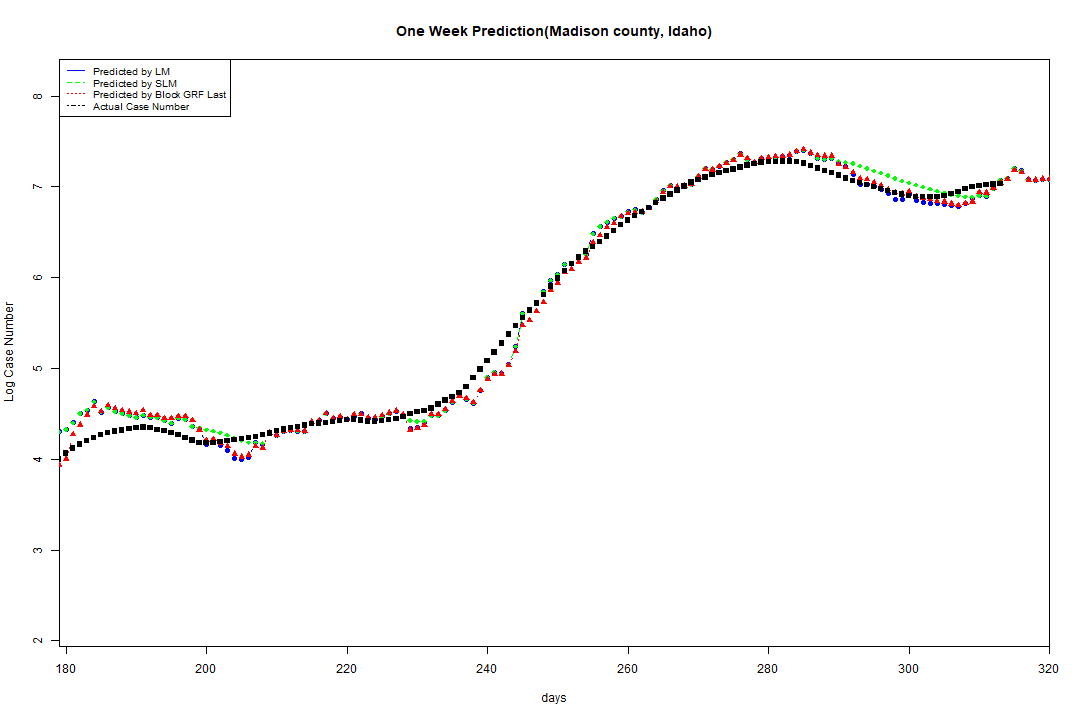 One Week Prediction(Madison county, Idaho)
Predicted by LM
Predicted by SLM
Predicted by Block GRF Last
Actual Case Number
8
7
6
5
4
3
2
Log Case Number
180 200 220 240 260 280 300 320
days